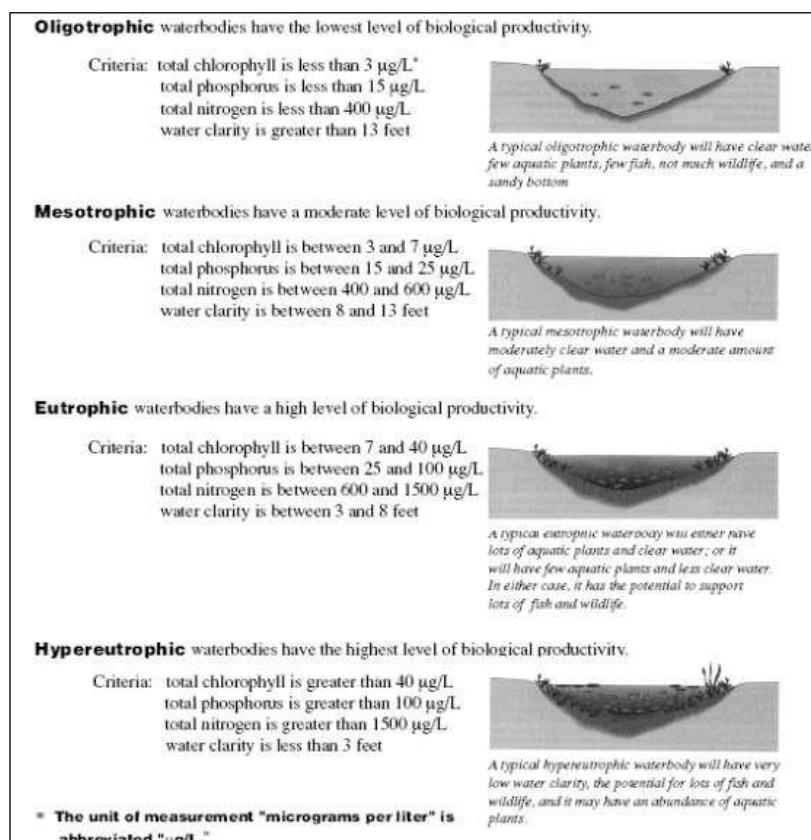 Oligotrophic waterbodies have the lowest level of biological productivity.
Criteria: total chlorophyll is less than 3 µg/L*
total phosphorus is less than 15 µg/L
total nitrogen is less than 400 µg/L
water clarity is greater than 13 feet
A typical oligotrophic waterbody will have clear water
few aquatic plants, few fish, not much wildlife, and a
sandy bottom
Mesotrophic waterbodies have a moderate level of biological productivity.
Criteria: total chlorophyll is between 3 and 7 µg/L
total phosphorus is between 15 and 25 µg/L
total nitrogen is between 400 and 600 µg/L
water clarity is between 8 and 13 feet
A typical mesotrophic waterbody will have
moderately clear water and a moderate amount
of aquatic plants.
Eutrophic waterbodies have a high level of biological productivity.
Criteria: total chlorophyll is between 7 and 40 µg/L
total phosphorus is between 25 and 100 µg/L
total nitrogen is between 600 and 1500 µg/L
water clarity is between 3 and 8 feet
A typical eutrophic waterbody will either have
lots of aquatic plants and clear water; or it
will have few aquatic plants and less clear water.
In either case, it has the potential to support
lots of fish and wildlife.
Hypereutrophic waterbodies have the highest level of biological productivity.
Criteria: total chlorophyll is greater than 40 µg/L
total phosphorus is greater than 100 µg/L
total nitrogen is greater than 1500 µg/L
water clarity is less than 3 feet
A typical hypereutrophic waterbody will have very
low water clarity, the potential for lots of fish and
wildlife, and it may have an abundance of aquatic
plants.
* The unit of measurement "micrograms per liter" is
abbreviated "µg/L."